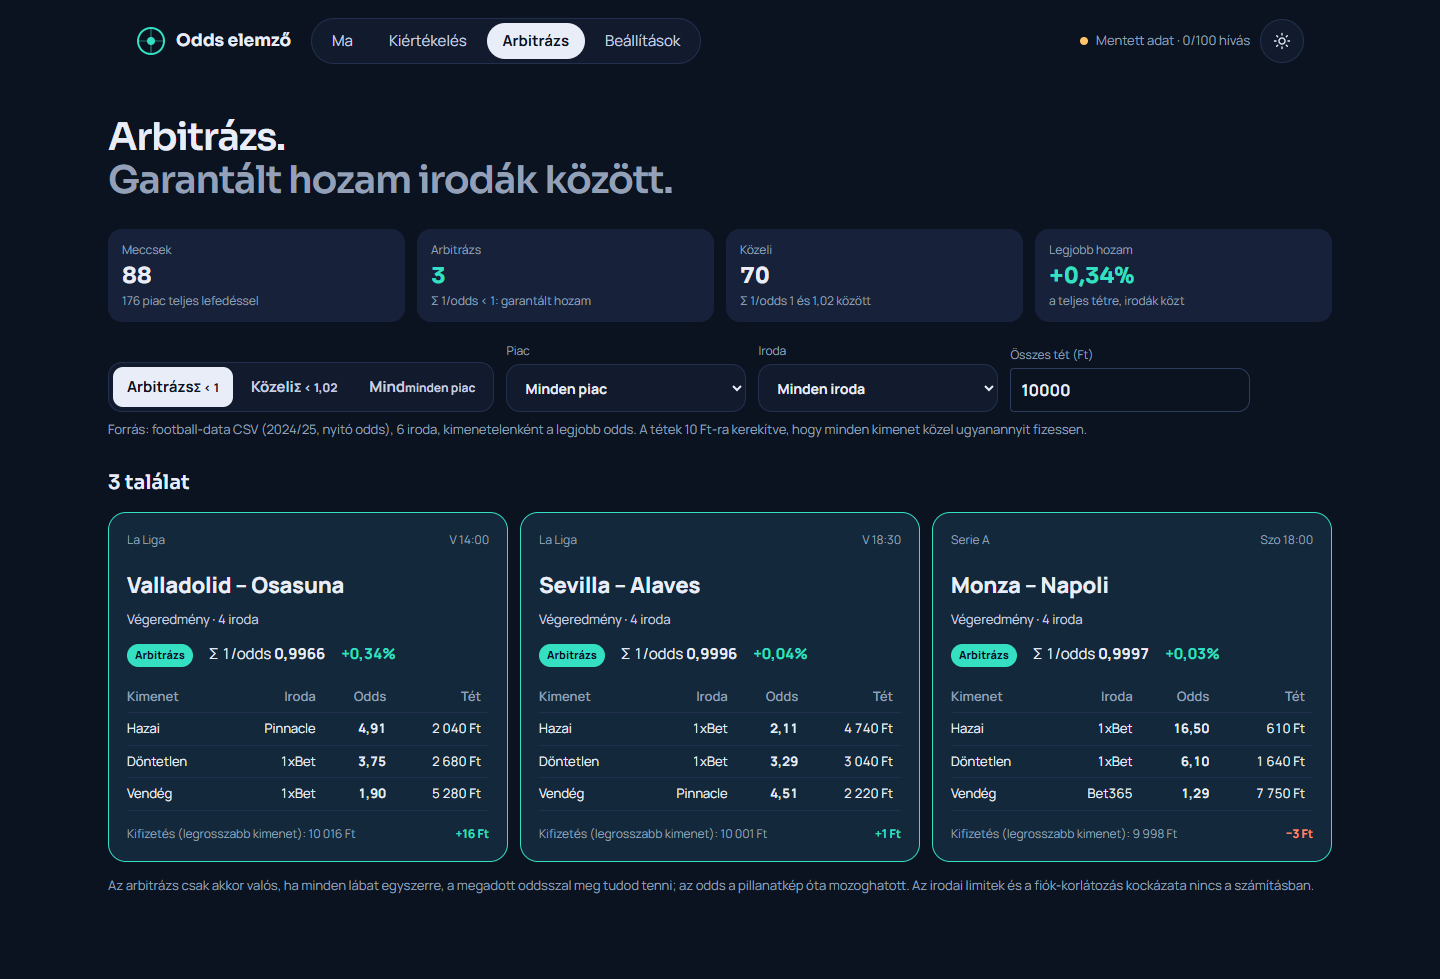 Odds elemző
Ma Kiértékelés Arbitrázs Beállítások
Mentett adat · 0/100 hívás
Arbitrázs.
Garantált hozam irodák között.
Meccsek
88
176 piac teljes lefedéssel
Arbitrázs
3
Σ 1/odds < 1: garantált hozam
Közeli
70
Σ 1/odds 1 és 1,02 között
Legjobb hozam
+0,34%
a teljes tétre, irodák közt
ArbitrázsΣ < 1 KözeliΣ < 1,02 Mindminden piac
Piac
Minden piac
Iroda
Minden iroda
Összes tét (Ft)
10000
Forrás: football-data CSV (2024/25, nyitó odds), 6 iroda, kimenetelenként a legjobb odds. A tétek 10 Ft-ra kerekítve, hogy minden kimenet közel ugyanannyit fizessen.
3 találat
La Liga V 14:00
Valladolid – Osasuna
Végeredmény · 4 iroda
Arbitrázs Σ 1/odds 0,9966 +0,34%
Kimenet Iroda Odds Tét
Hazai Pinnacle 4,91 2 040 Ft
Döntetlen 1xBet 3,75 2 680 Ft
Vendég 1xBet 1,90 5 280 Ft
Kifizetés (legrosszabb kimenet): 10 016 Ft +16 Ft
La Liga V 18:30
Sevilla – Alaves
Végeredmény · 4 iroda
Arbitrázs Σ 1/odds 0,9996 +0,04%
Kimenet Iroda Odds Tét
Hazai 1xBet 2,11 4 740 Ft
Döntetlen 1xBet 3,29 3 040 Ft
Vendég Pinnacle 4,51 2 220 Ft
Kifizetés (legrosszabb kimenet): 10 001 Ft +1 Ft
Serie A Szo 18:00
Monza – Napoli
Végeredmény · 4 iroda
Arbitrázs Σ 1/odds 0,9997 +0,03%
Kimenet Iroda Odds Tét
Hazai 1xBet 16,50 610 Ft
Döntetlen 1xBet 6,10 1 640 Ft
Vendég Bet365 1,29 7 750 Ft
Kifizetés (legrosszabb kimenet): 9 998 Ft −3 Ft
Az arbitrázs csak akkor valós, ha minden lábat egyszerre, a megadott oddsszal meg tudod tenni; az odds a pillanatkép óta mozoghatott. Az irodai limitek és a fiók-korlátozás kockázata nincs a számításban.